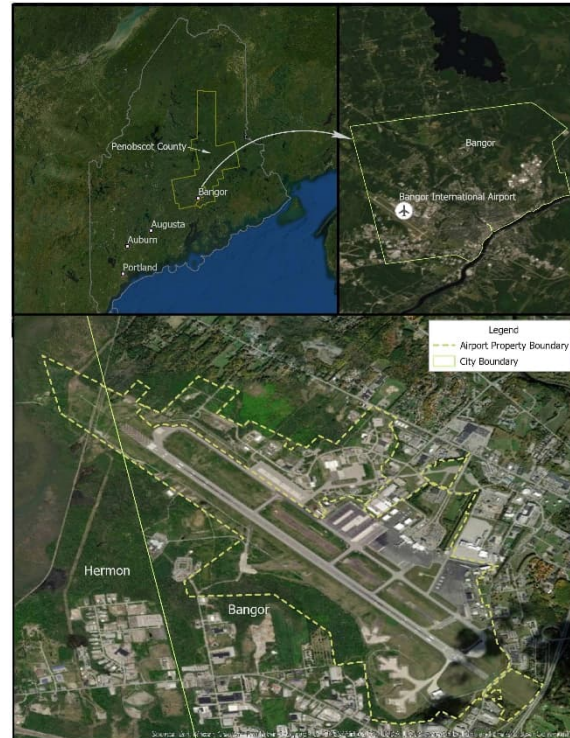 Penobscot County
Bangor
Augusta
Auburn
Portland
Bangor
Bangor International Airport
Legend
Airport Property Boundary
City Boundary
Hermon
Bangor